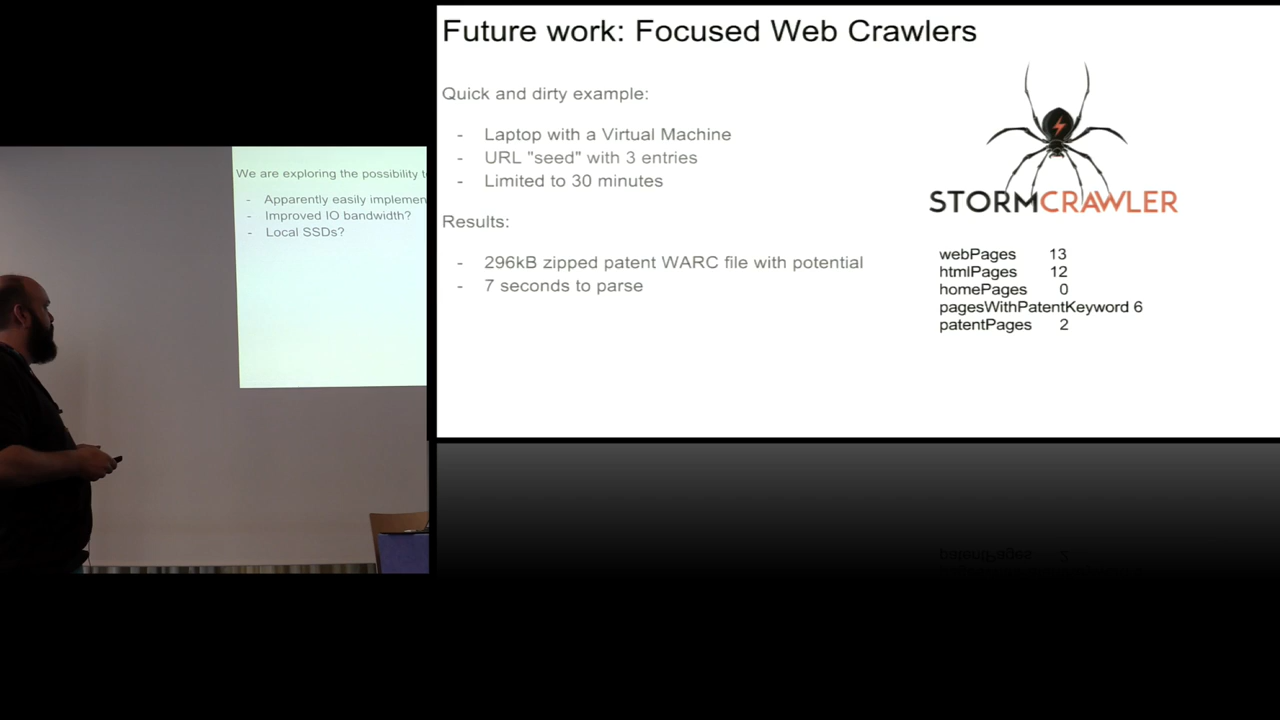 We are exploring the possibility t
- Apparently easily implemen
- Improved IO bandwidth?
- Local SSDs?
Future work: Focused Web Crawlers
Quick and dirty example:
- Laptop with a Virtual Machine
- URL "seed" with 3 entries
- Limited to 30 minutes
Results:
- 296kB zipped patent WARC file with potential
- 7 seconds to parse
STORMCRAWLER
webPages 13
htmlPages 12
homePages 0
pagesWithPatentKeyword 6
patentPages 2